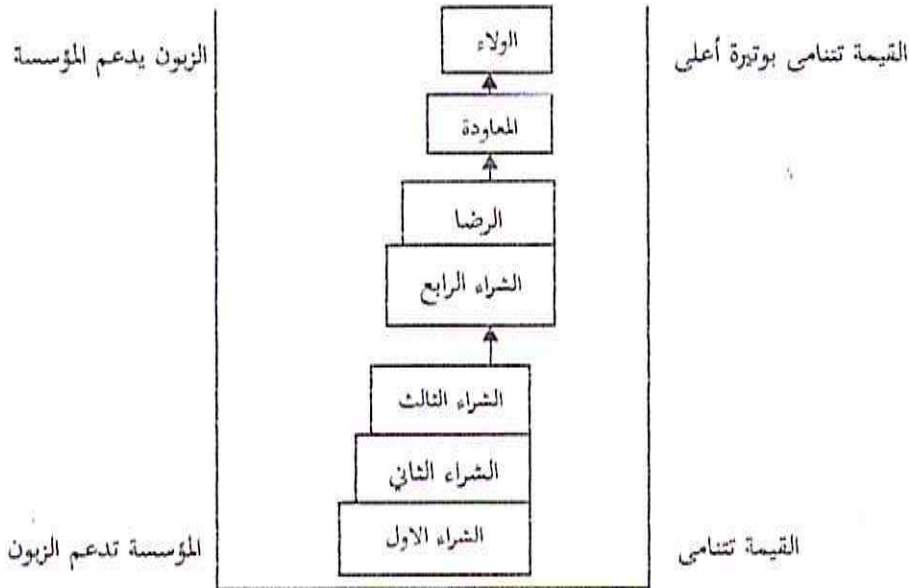 القيمة تتنامى بوتيرة أعلى
الولاء
الزبون يدعم المؤسسة
المعاودة
الرضا
الشراء الرابع
الشراء الثالث
الشراء الثاني
القيمة تتنامى
الشراء الاول
المؤسسة تدعم الزبون